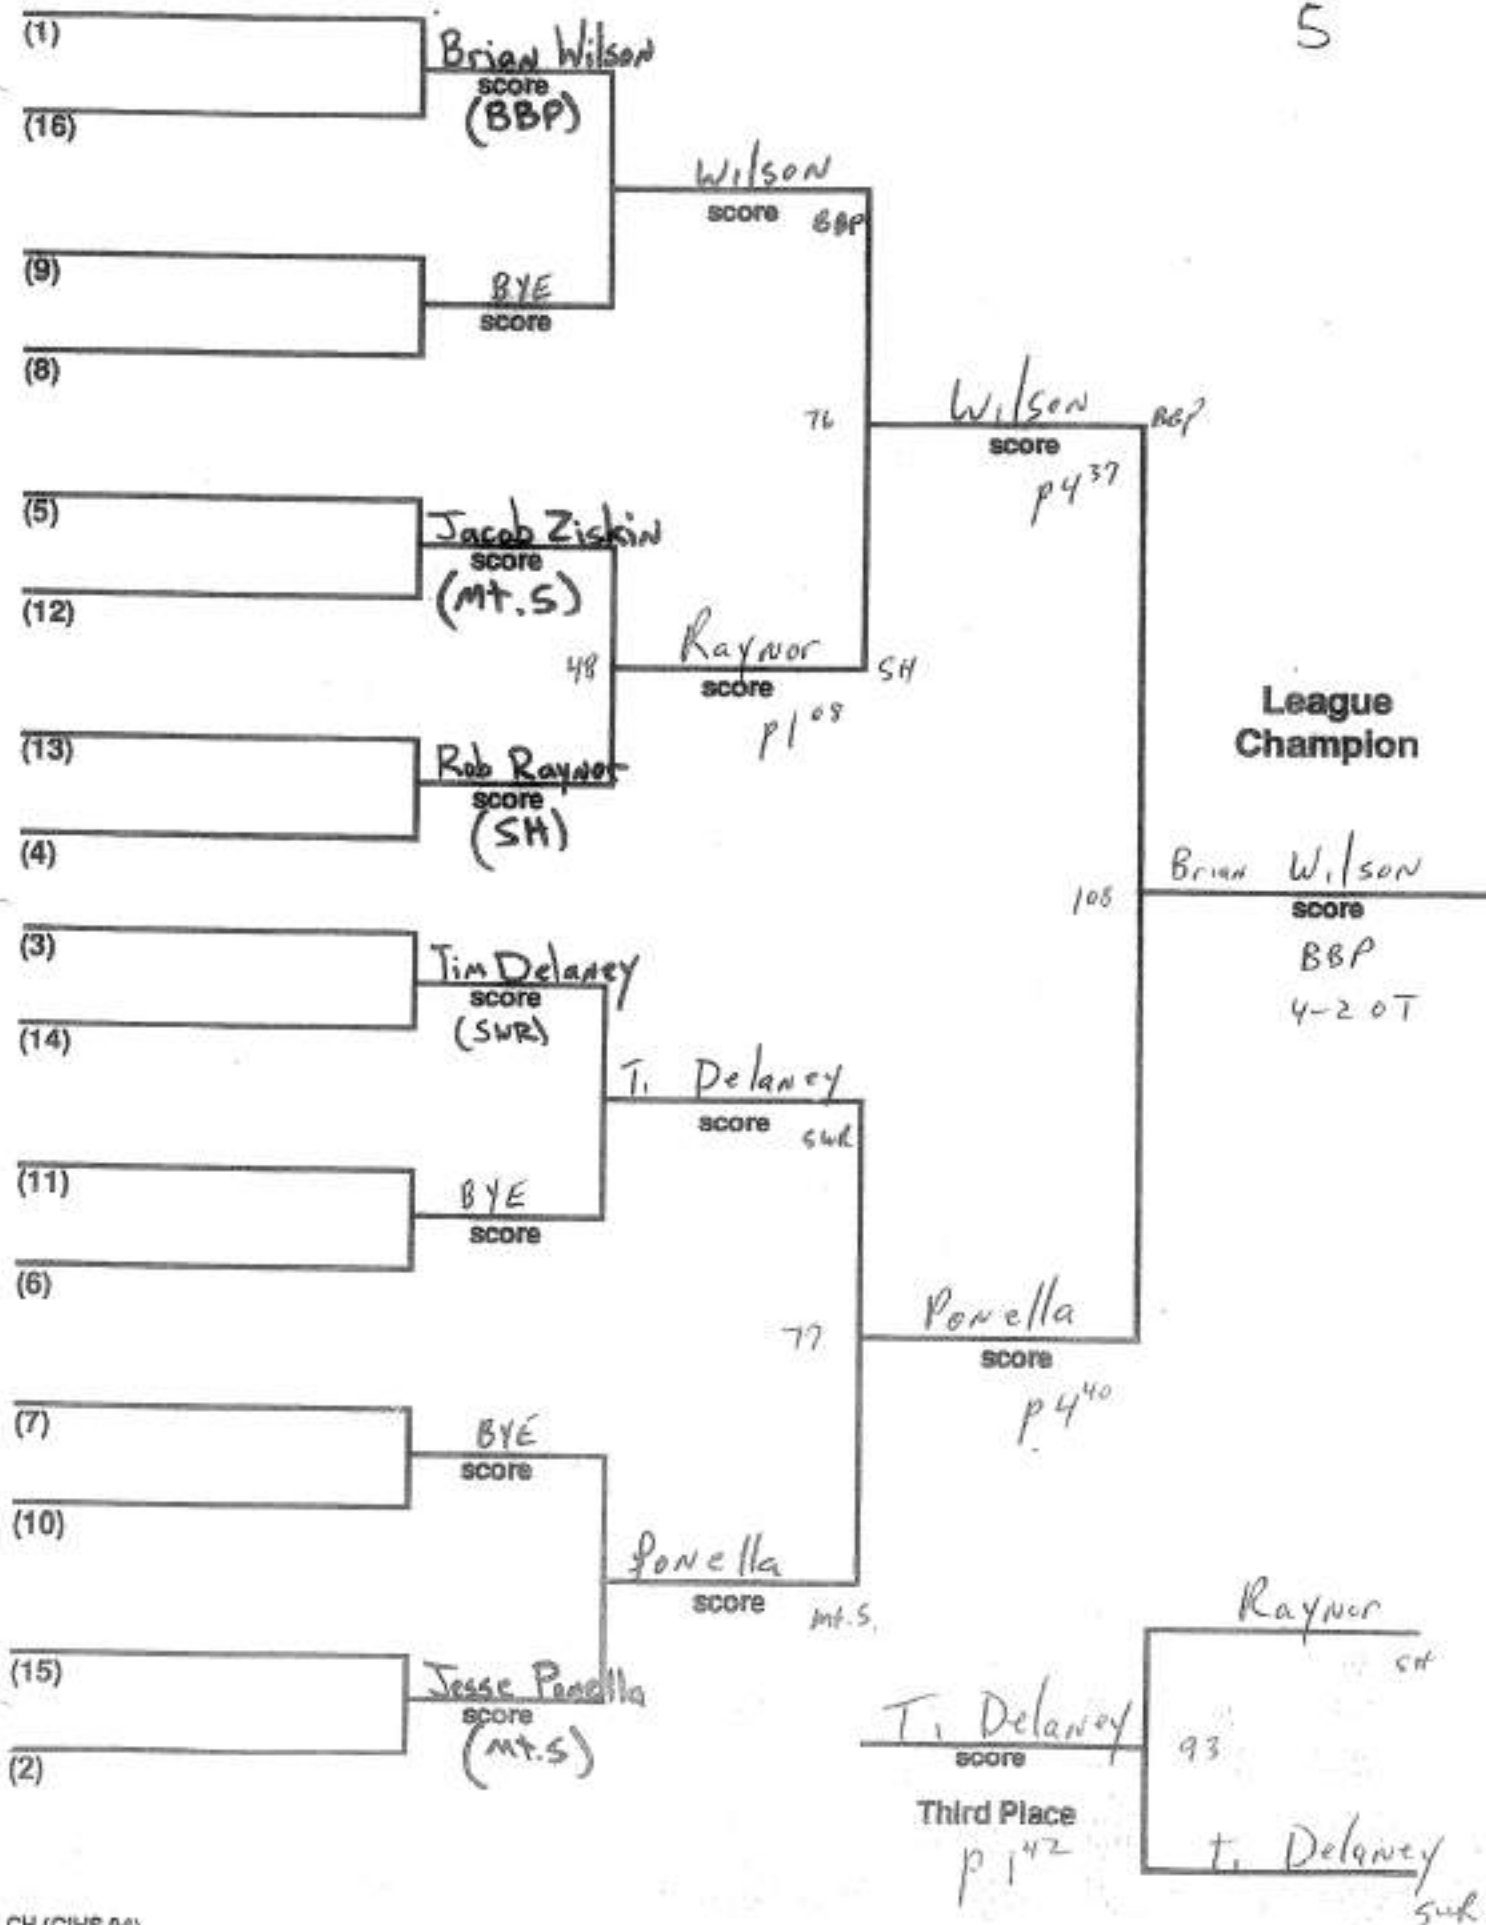 5
(1)
Brian Wilson
score
(BBP)
(16)
Wilson
score BBP
(9)
BYE
score
(8)
76
Wilson BBP
score
p4 37
(5)
Jacob Ziskin
score
(Mt.S)
(12)
48
Raynor SH
score
p1 08
(13)
Rob Raynor
score
(SH)
(4)
League
Champion
108
Brian Wilson
score
BBP
4-2 OT
(3)
Tim Delaney
score
(SWR)
(14)
T. Delaney
score SWR
(11)
BYE
score
(6)
77
Ponella
score
p4 40
(7)
BYE
score
(10)
Ponella
score Mt.S.
(15)
Jesse Ponella
score
(Mt.S)
(2)
Raynor
SH
T. Delaney
score
93
Third Place
p1 42
T. Delaney
SWR